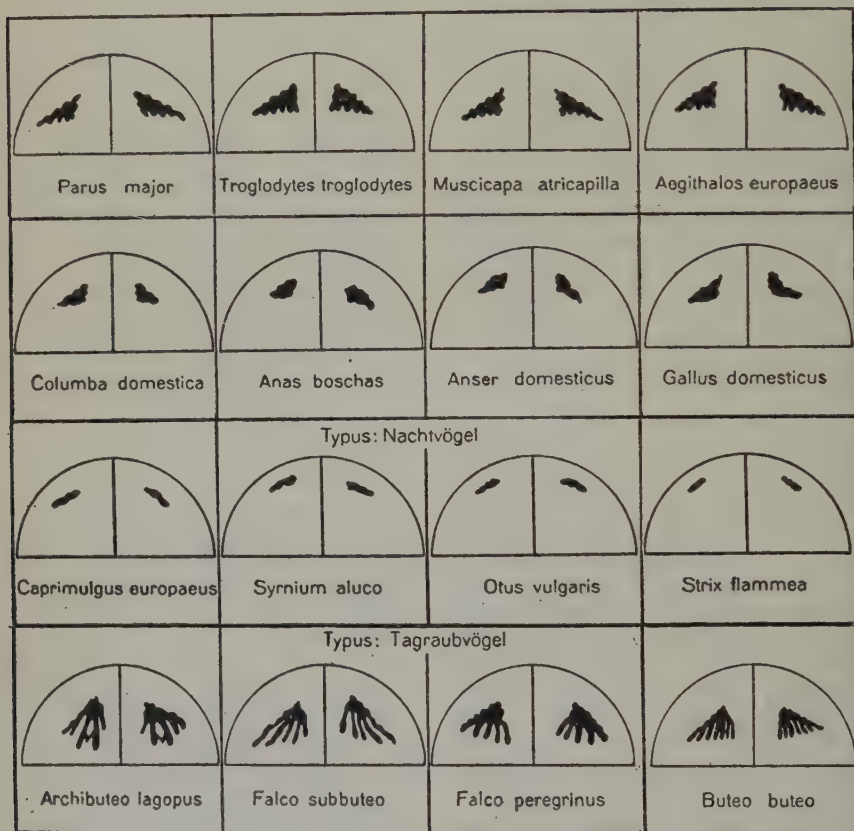 Parus major
Troglodytes troglodytes
Muscicapa atricapilla
Aegithalos europaeus
Columba domestica
Anas boschas
Anser domesticus
Gallus domesticus
Typus: Nachtvögel
Caprimulgus europaeus
Syrnium aluco
Otus vulgaris
Strix flammea
Typus: Tagraubvögel
Archibuteo lagopus
Falco subbuteo
Falco peregrinus
Buteo buteo